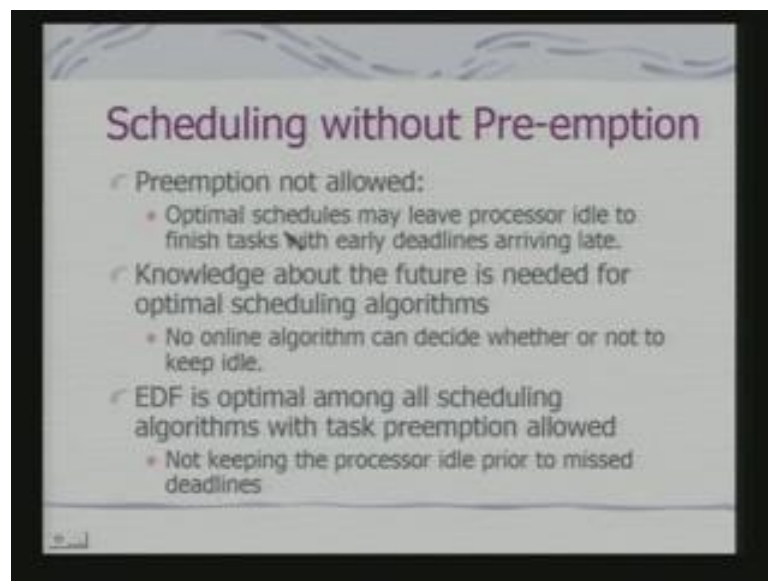 Scheduling without Pre-emption
Preemption not allowed:
Optimal schedules may leave processor idle to
finish tasks with early deadlines arriving late.
Knowledge about the future is needed for
optimal scheduling algorithms
No online algorithm can decide whether or not to
keep idle.
EDF is optimal among all scheduling
algorithms with task preemption allowed
Not keeping the processor idle prior to missed
deadlines